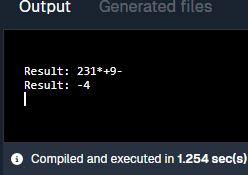 Output Generated files
Result: 231*+9-
Result: -4
Compiled and executed in 1.254 sec(s)